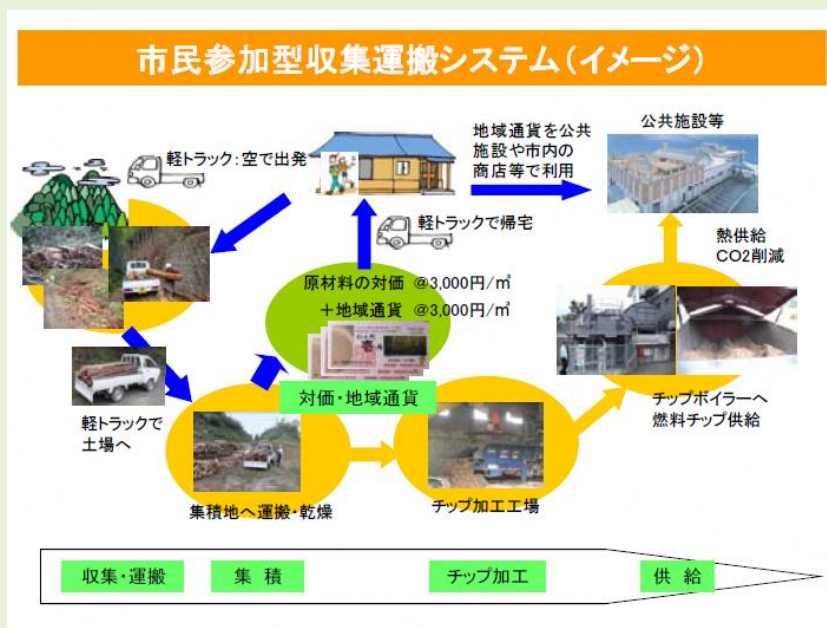 市民参加型収集運搬システム(イメージ)
軽トラック:空で出発
地域通貨を公共
施設や市内の
商店等で利用
公共施設等
軽トラックで帰宅
熱供給
CO2削減
原材料の対価 @3,000円/㎥
+地域通貨 @3,000円/㎥
対価・地域通貨
軽トラックで
土場へ
チップボイラーへ
燃料チップ供給
集積地へ運搬・乾燥
チップ加工工場
収集・運搬
集 積
チップ加工
供 給